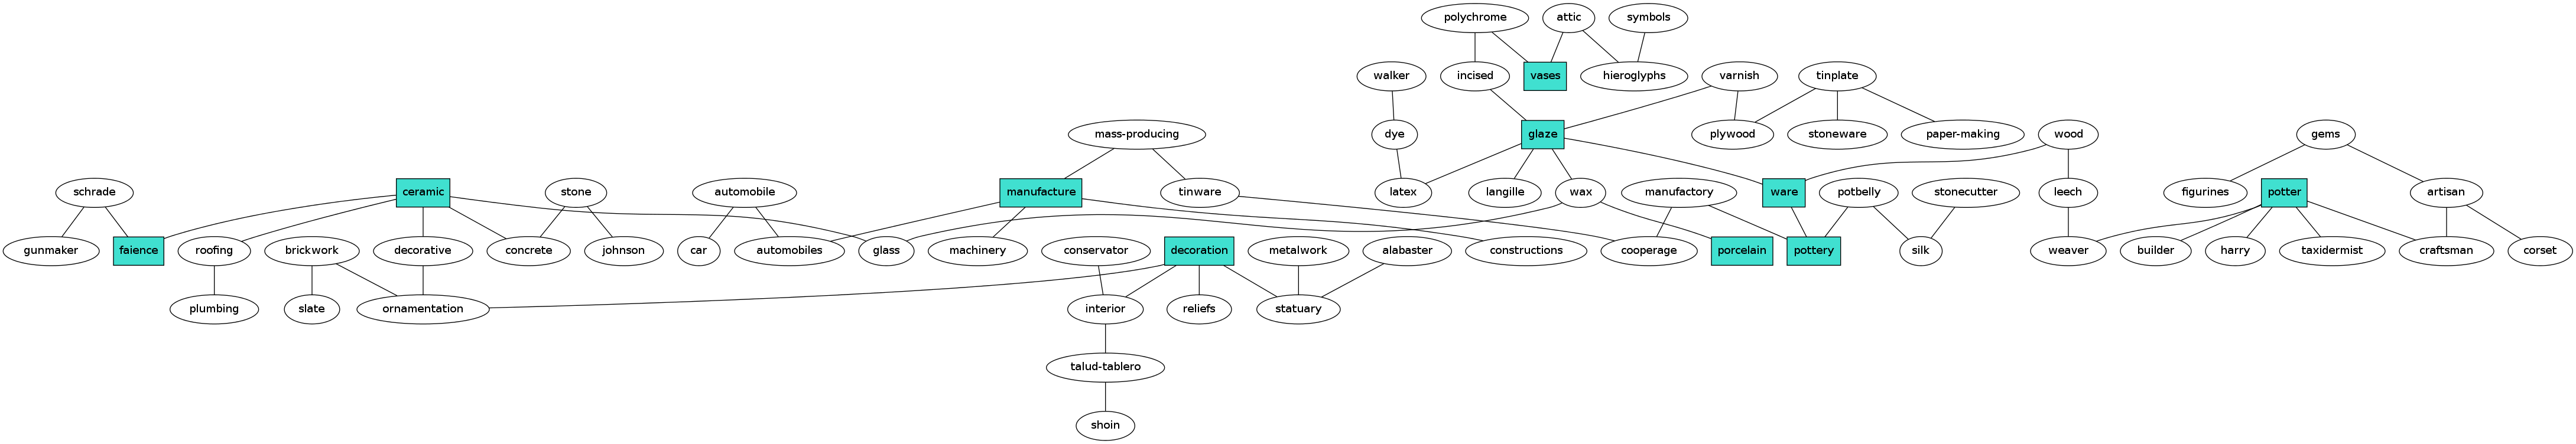 polychrome attic symbols
walker incised vases hieroglyphs varnish tinplate
mass-producing dye glaze plywood stoneware paper-making wood gems
schrade ceramic stone automobile manufacture tinware latex langille wax manufactory ware potbelly stonecutter leech figurines potter artisan
gunmaker faience roofing brickwork decorative concrete johnson car automobiles glass machinery conservator decoration metalwork alabaster constructions cooperage porcelain pottery silk weaver builder harry taxidermist craftsman corset
plumbing slate ornamentation interior reliefs statuary
talud-tablero
shoin